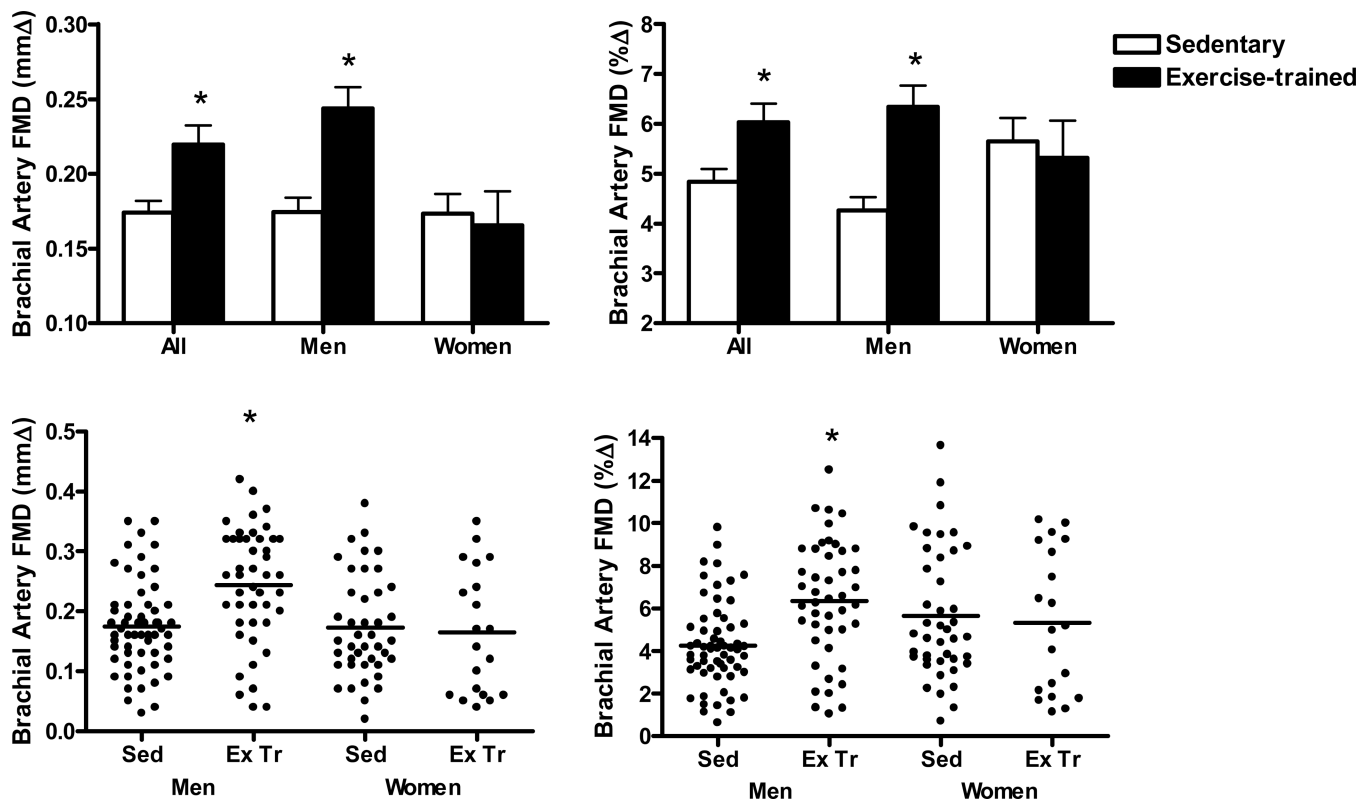 Brachial Artery FMD (mmΔ)
0.30
0.25
0.20
0.15
0.10
*
*
All
Men
Women
Brachial Artery FMD (%Δ)
8
7
6
5
4
3
2
*
*
All
Men
Women
Sedentary
Exercise-trained
Brachial Artery FMD (mmΔ)
0.5
0.4
0.3
0.2
0.1
0.0
*
Sed
Ex Tr
Sed
Ex Tr
Men
Women
Brachial Artery FMD (%Δ)
14
12
10
8
6
4
2
0
*
Sed
Ex Tr
Sed
Ex Tr
Men
Women